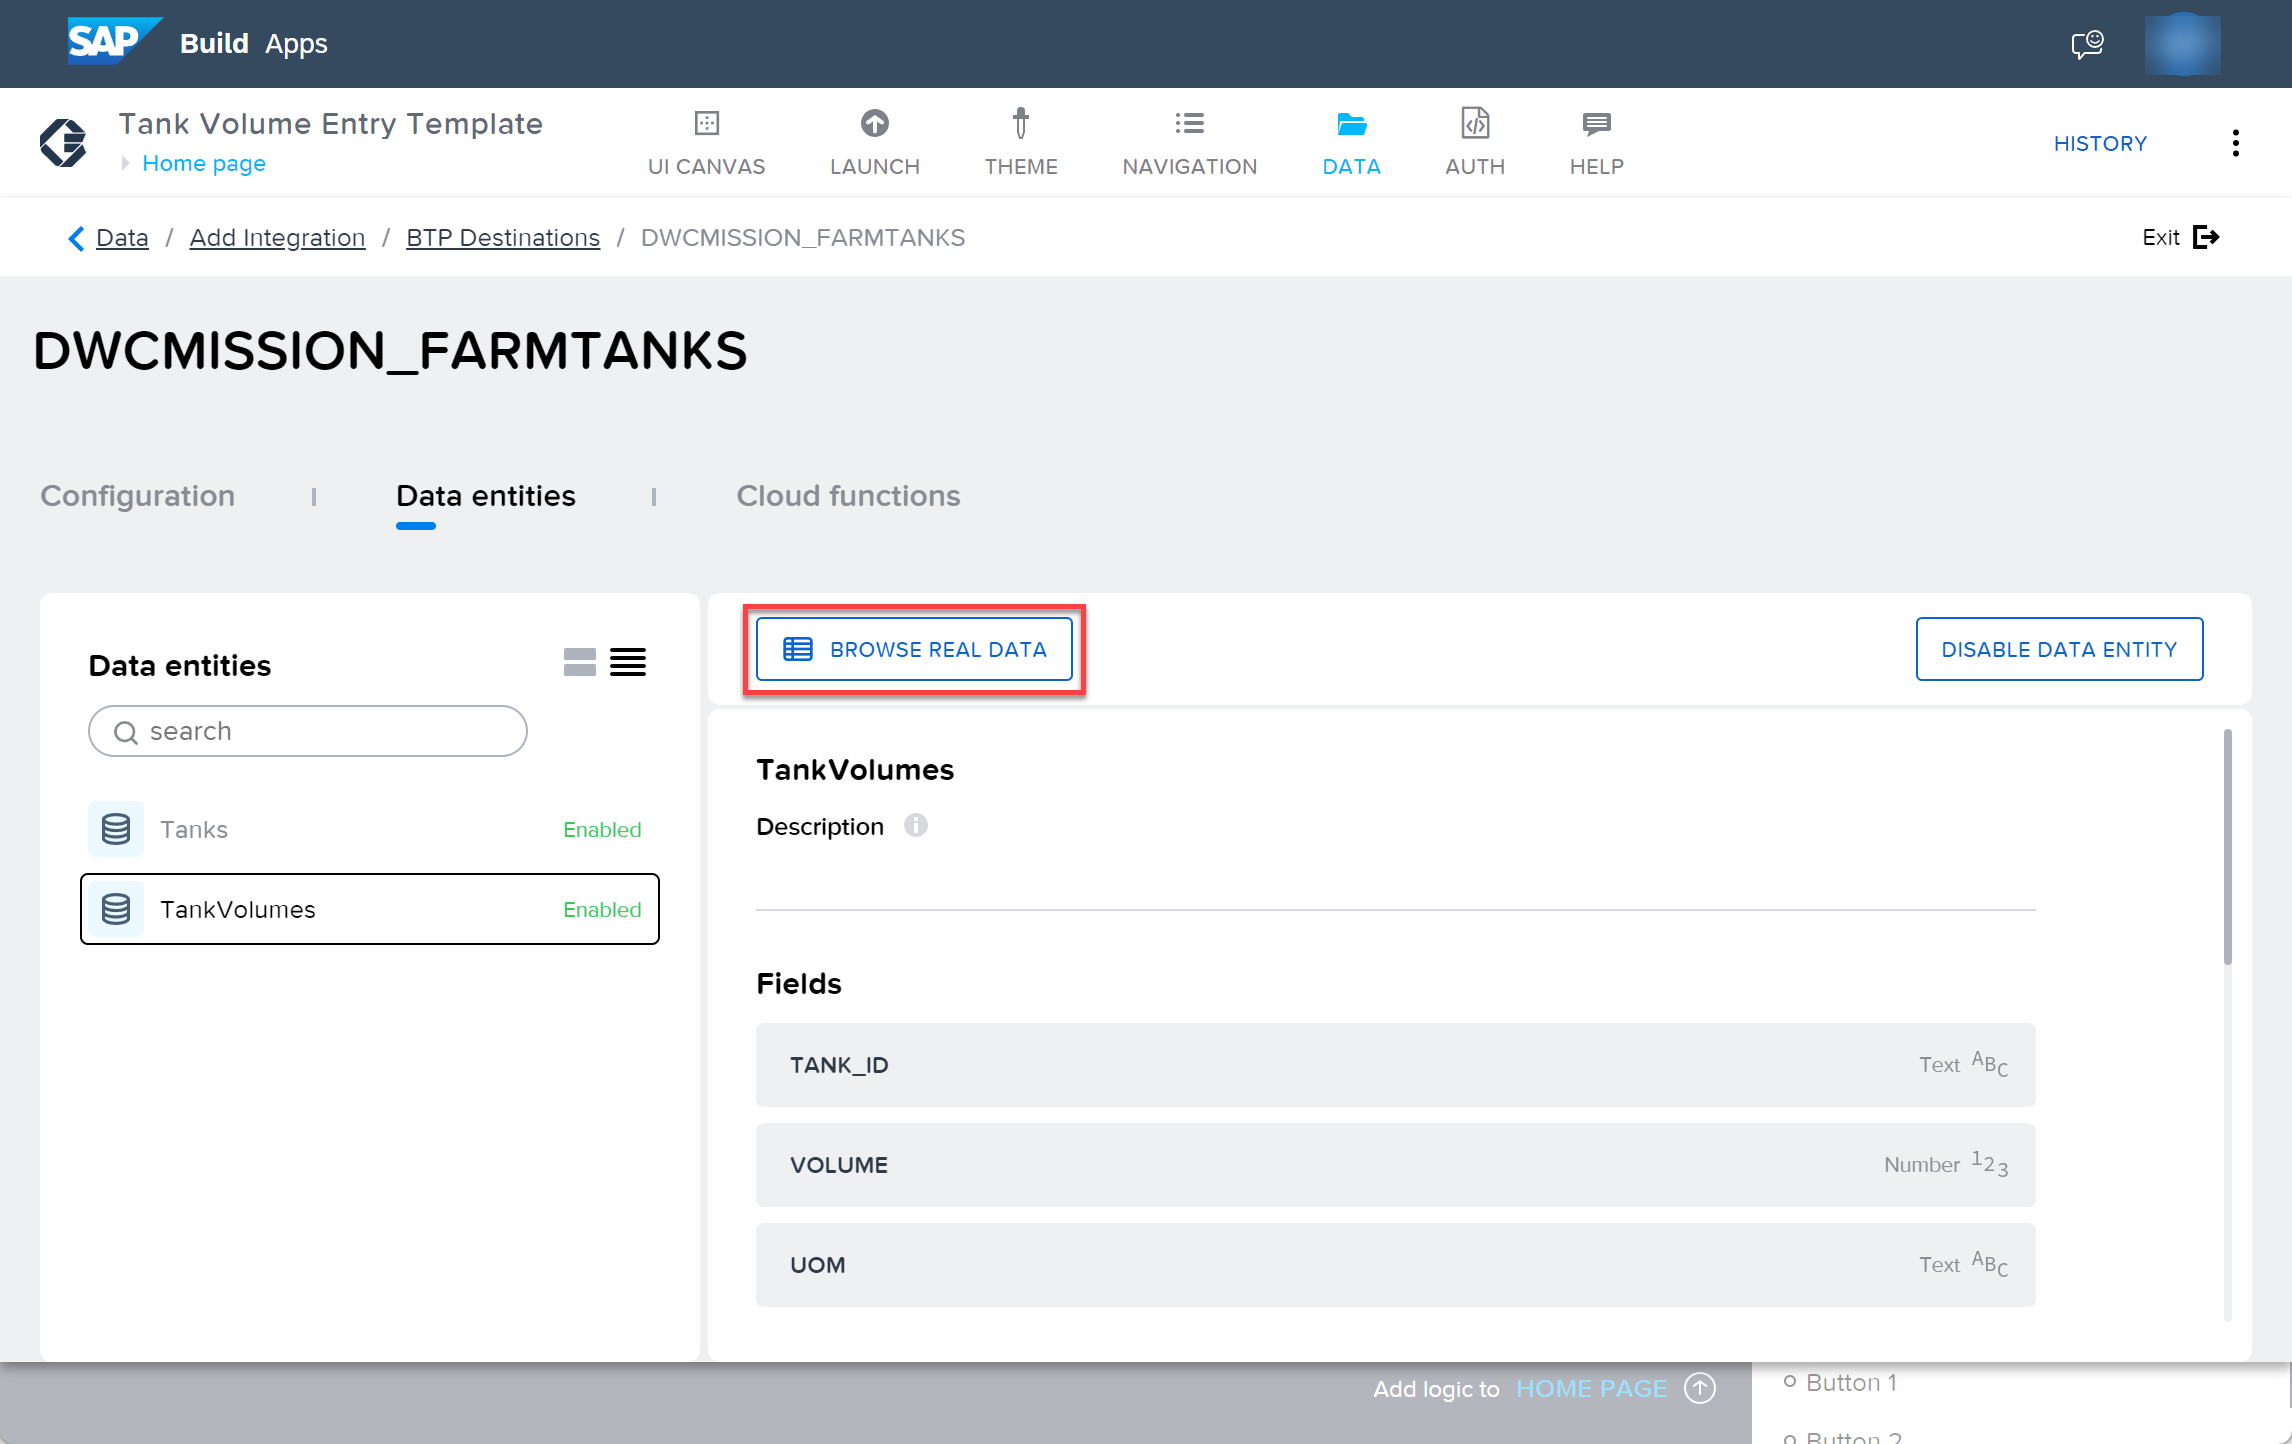 SAP Build Apps
Tank Volume Entry Template
Home page
UI CANVAS
LAUNCH
THEME
NAVIGATION
DATA
AUTH
HELP
HISTORY
Data / Add Integration / BTP Destinations / DWCMISSION_FARMTANKS
Exit
DWCMISSION_FARMTANKS
Configuration
Data entities
Cloud functions
Data entities
search
Tanks Enabled
TankVolumes Enabled
BROWSE REAL DATA
DISABLE DATA ENTITY
TankVolumes
Description
Fields
TANK_ID Text ABC
VOLUME Number 123
UOM Text ABC
Add logic to HOME PAGE
Button 1
Button 2